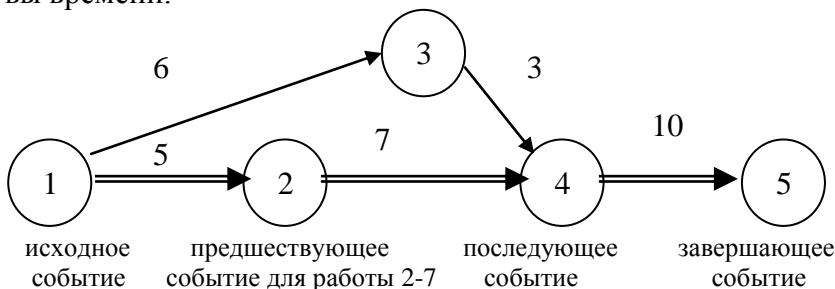 вы времени.
6
3
3
5
7
10
1
2
4
5
исходное
событие
предшествующее
событие для работы 2-7
последующее
событие
завершающее
событие